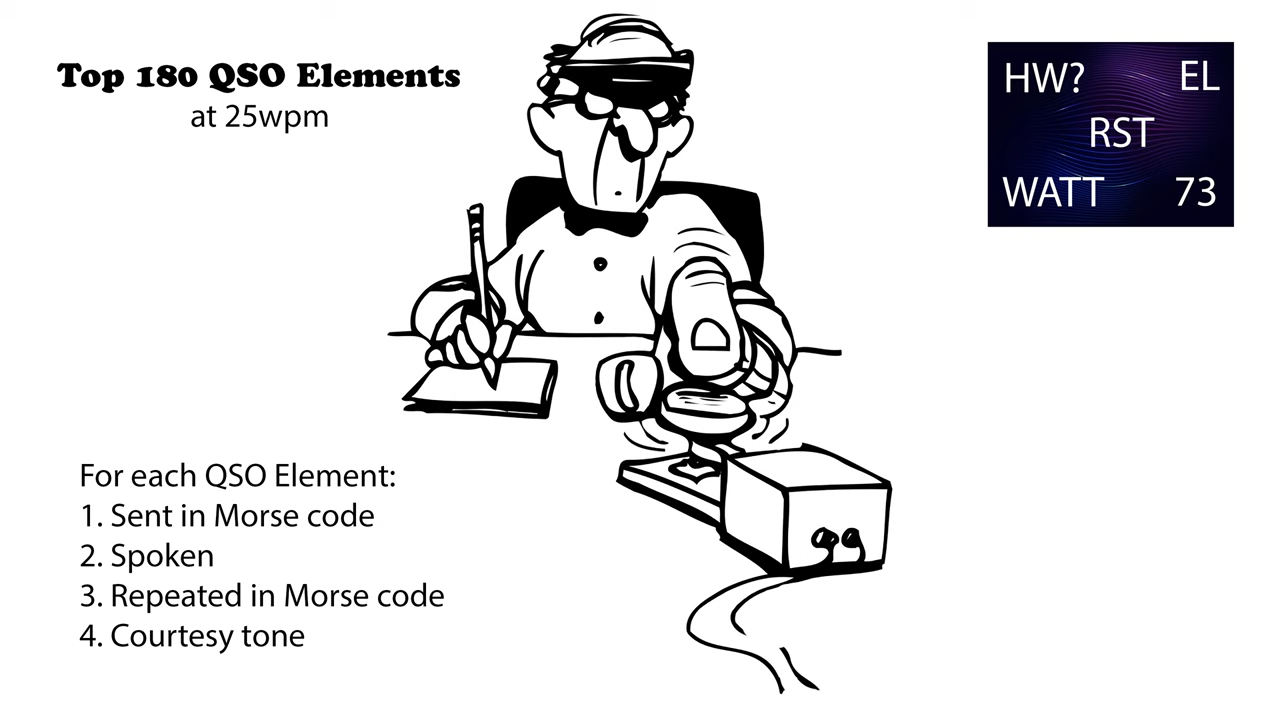 Top 180 QSO Elements
at 25wpm
HW? EL
RST
WATT 73
For each QSO Element:
1. Sent in Morse code
2. Spoken
3. Repeated in Morse code
4. Courtesy tone